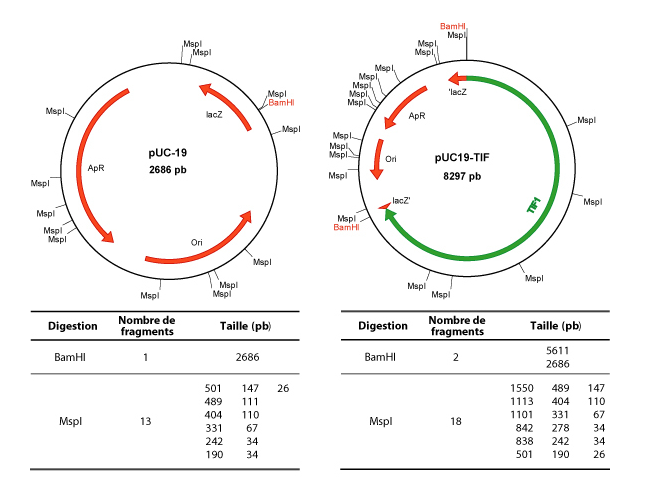 MspI
MspI
MspI
BamHI
lacZ
MspI
MspI
pUC-19
2686 pb
ApR
MspI
MspI
MspI
MspI
Ori
MspI
MspI
MspI
MspI
BamHI
MspI
MspI
MspI
'lacZ
MspI
MspI
MspI
MspI
MspI
ApR
MspI
MspI
MspI
Ori
pUC19-TIF
8297 pb
MspI
lacZ'
TIF1
MspI
MspI
BamHI
MspI
MspI
MspI
Digestion Nombre de fragments Taille (pb)
BamHI 1 2686
MspI 13
501 147 26
489 111
404 110
331 67
242 34
190 34
Digestion Nombre de fragments Taille (pb)
BamHI 2 5611
2686
MspI 18
1550 489 147
1113 404 110
1101 331 67
842 278 34
838 242 34
501 190 26